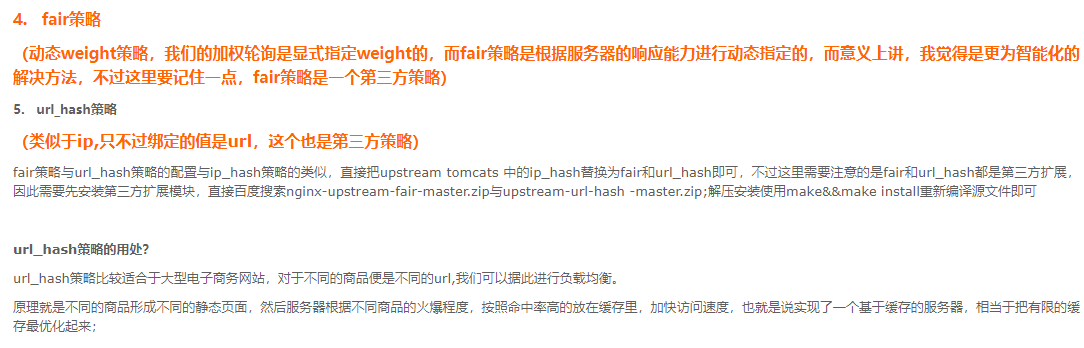 4. fair策略
（动态weight策略，我们的加权轮询是显式指定weight的，而fair策略是根据服务器的响应能力进行动态指定的，而意义上讲，我觉得是更为智能化的
解决方法，不过这里要记住一点，fair策略是一个第三方策略）
5. url_hash策略
（类似于ip,只不过绑定的值是url，这个也是第三方策略）
fair策略与url_hash策略的配置与ip_hash策略的类似，直接把upstream tomcats 中的ip_hash替换为fair和url_hash即可，不过这里需要注意的是fair和url_hash都是第三方扩展，
因此需要先安装第三方扩展模块，直接百度搜索nginx-upstream-fair-master.zip与upstream-url-hash -master.zip;解压安装使用make&&make install重新编译源文件即可
url_hash策略的用处?
url_hash策略比较适合于大型电子商务网站，对于不同的商品便是不同的url,我们可以据此进行负载均衡。
原理就是不同的商品形成不同的静态页面，然后服务器根据不同商品的火爆程度，按照命中率高的放在缓存里，加快访问速度，也就是说实现了一个基于缓存的服务器，相当于把有限的缓
存最优化起来；